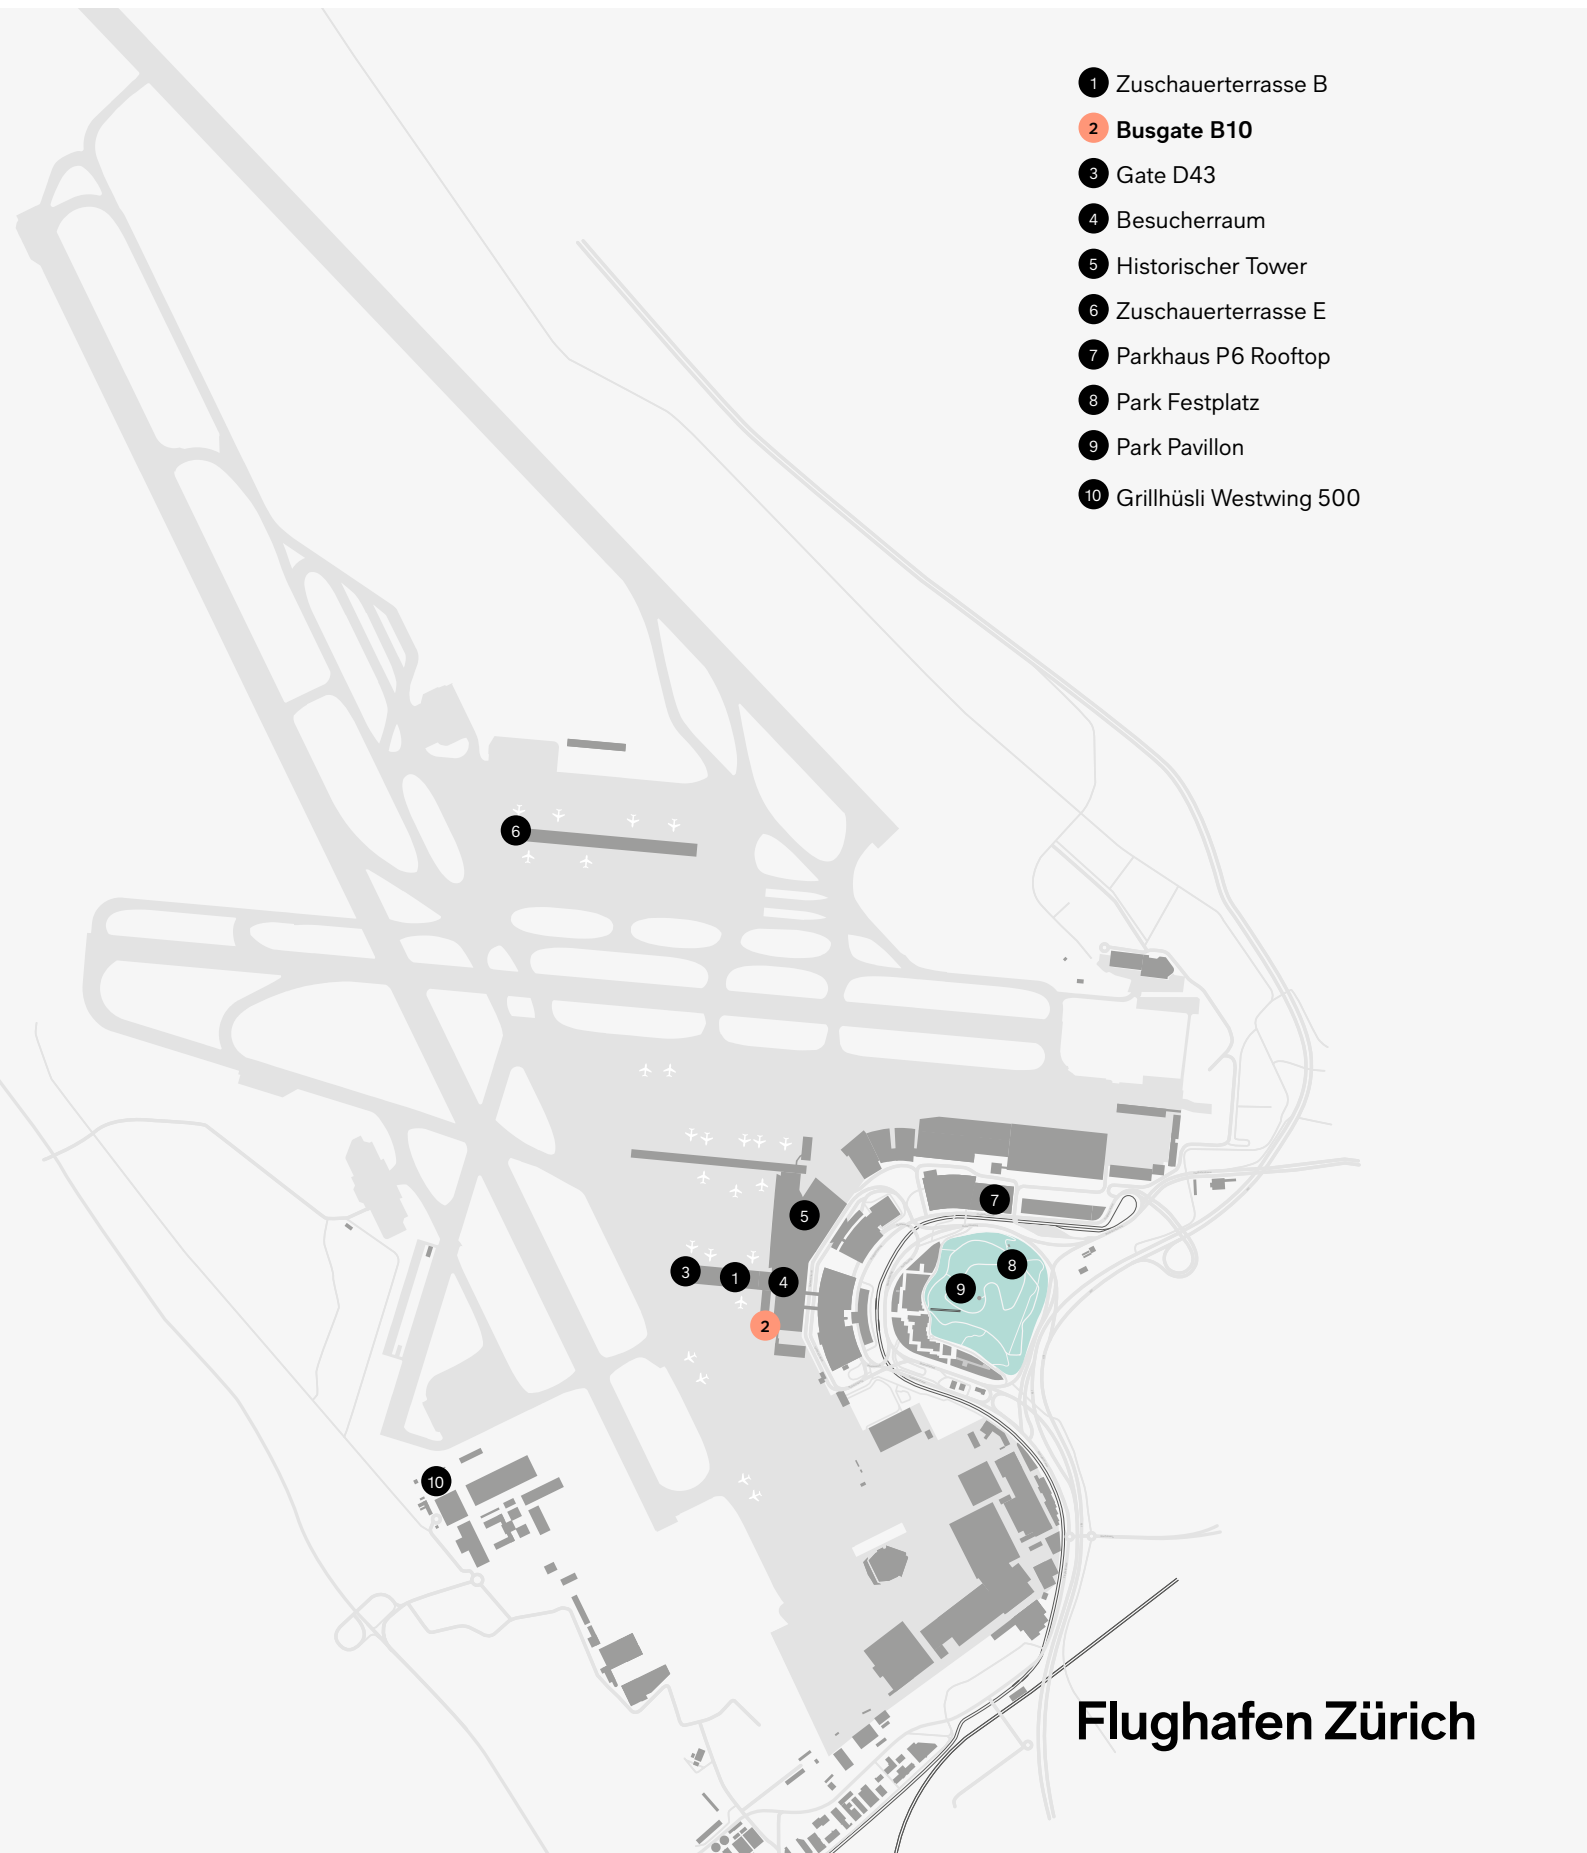 1 Zuschauerterrasse B
2 Busgate B10
3 Gate D43
4 Besucherraum
5 Historischer Tower
6 Zuschauerterrasse E
7 Parkhaus P6 Rooftop
8 Park Festplatz
9 Park Pavillon
10 Grillhüsli Westwing 500
6
7
5
8
3
1
4
9
2
10
Flughafen Zürich